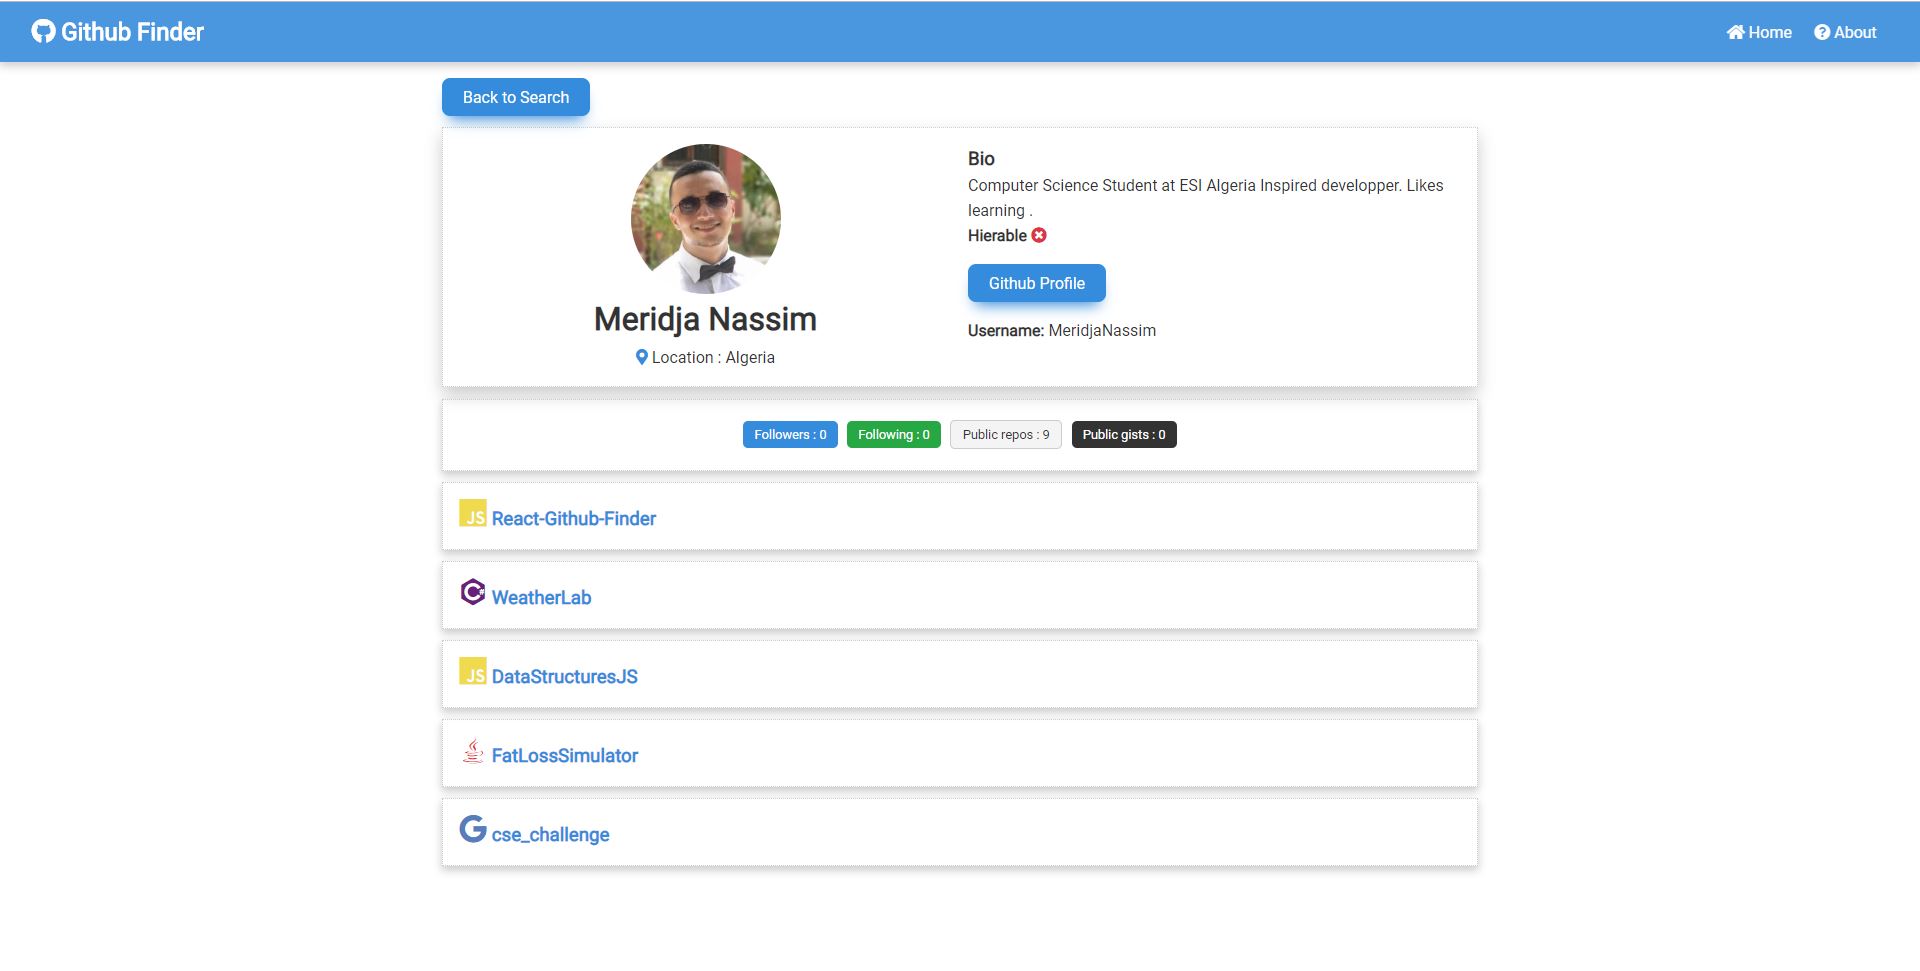 Github Finder
Home
About
Back to Search
Meridja Nassim
Location : Algeria
Bio
Computer Science Student at ESI Algeria Inspired developper. Likes
learning .
Hierable
Github Profile
Username: MeridjaNassim
Followers : 0
Following : 0
Public repos : 9
Public gists : 0
JS React-Github-Finder
C# WeatherLab
JS DataStructuresJS
FatLossSimulator
G cse_challenge